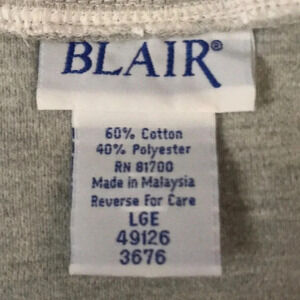 BLAIR®
60% Cotton
40% Polyester
RN 81700
Made in Malaysia
Reverse For Care
LGE
49126
3676